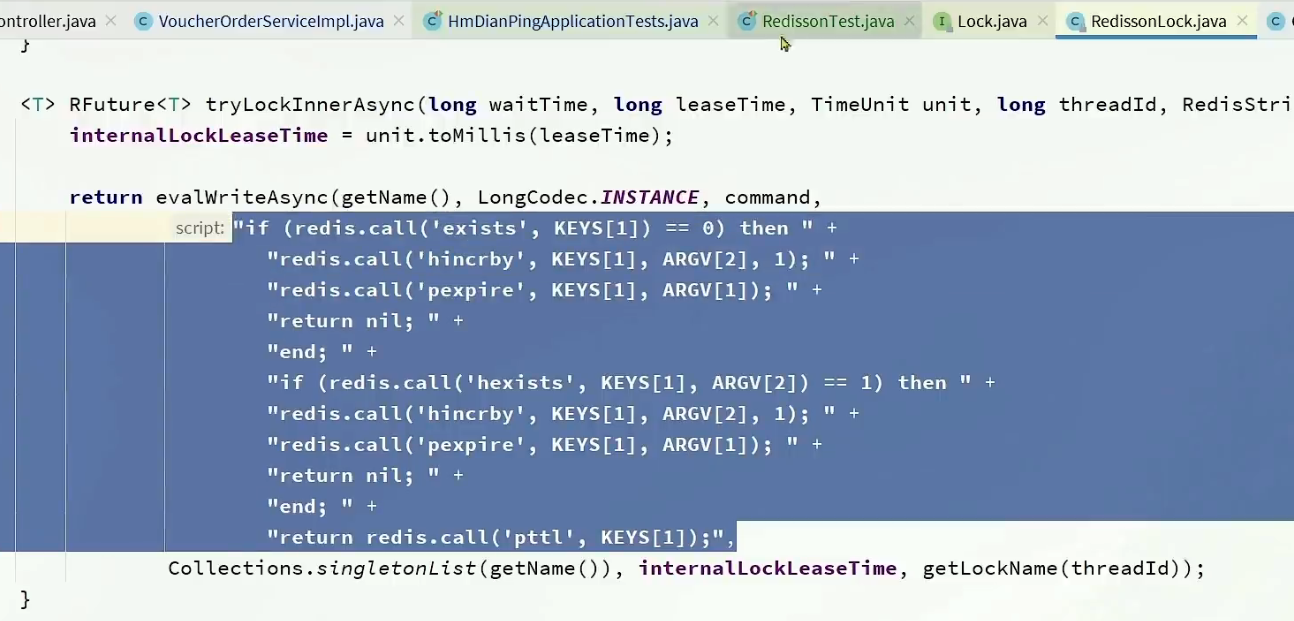 ontroller.java VoucherOrderServiceImpl.java HmDianPingApplicationTests.java RedissonTest.java Lock.java RedissonLock.java
}
<T> RFuture<T> tryLockInnerAsync(long waitTime, long leaseTime, TimeUnit unit, long threadId, RedisStri
internalLockLeaseTime = unit.toMillis(leaseTime);
return evalWriteAsync(getName(), LongCodec.INSTANCE, command,
script: "if (redis.call('exists', KEYS[1]) == 0) then " +
"redis.call('hincrby', KEYS[1], ARGV[2], 1); " +
"redis.call('pexpire', KEYS[1], ARGV[1]); " +
"return nil; " +
"end; " +
"if (redis.call('hexists', KEYS[1], ARGV[2]) == 1) then " +
"redis.call('hincrby', KEYS[1], ARGV[2], 1); " +
"redis.call('pexpire', KEYS[1], ARGV[1]); " +
"return nil; " +
"end; " +
"return redis.call('pttl', KEYS[1]);",
Collections.singletonList(getName()), internalLockLeaseTime, getLockName(threadId));
}